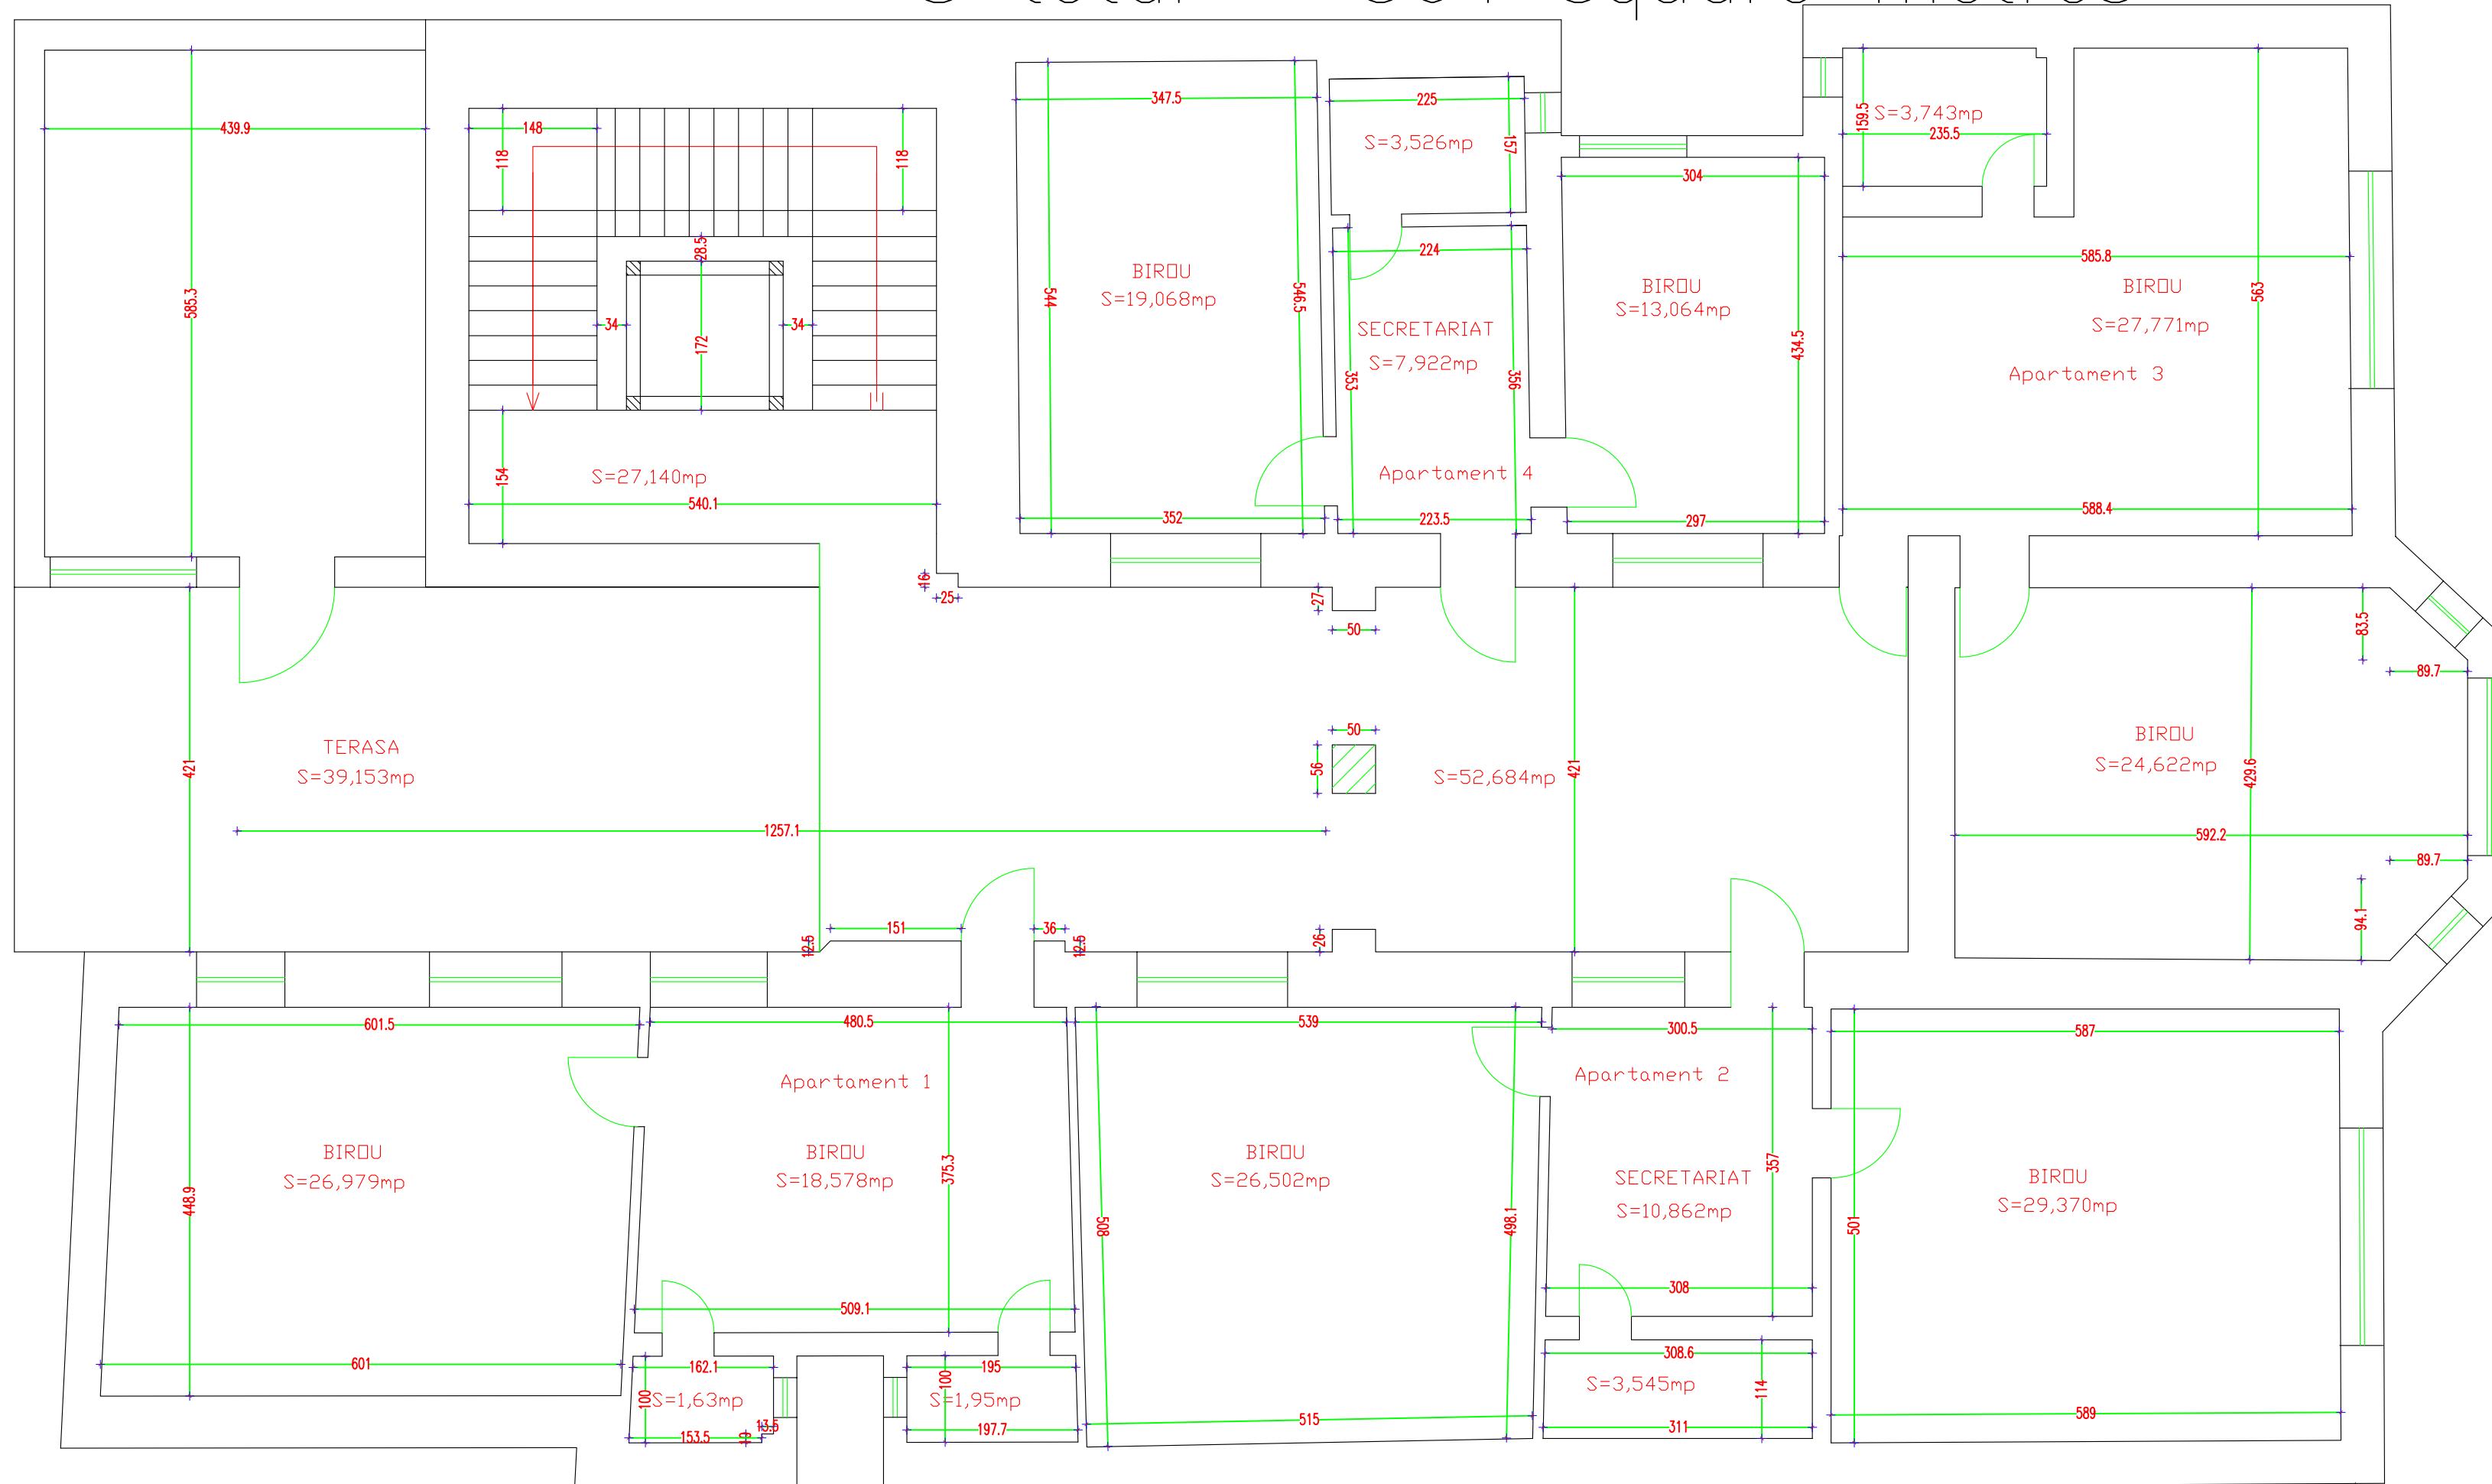 439.9
585.3
148
118
118
28.5
34
34
172
154
S=27,140mp
540.1
16
25
347.5
BIROU
S=19,068mp
544
546.5
352
225
S=3,526mp
157
224
SECRETARIAT
S=7,922mp
353
356
Apartament 4
223.5
304
BIROU
S=13,064mp
434.5
297
159.5
S=3,743mp
235.5
585.8
BIROU
S=27,771mp
563
Apartament 3
588.4
27
50
50
56
S=52,684mp
421
TERASA
S=39,153mp
421
1257.1
83.5
89.7
BIROU
S=24,622mp
429.6
592.2
89.7
94.1
12.6
151
36
12.6
26
601.5
BIROU
S=26,979mp
448.9
601
480.5
Apartament 1
BIROU
S=18,578mp
375.3
509.1
539
BIROU
S=26,502mp
508
498.1
515
300.5
Apartament 2
357
SECRETARIAT
S=10,862mp
308
587
BIROU
S=29,370mp
501
589
162.1
100
S=1,63mp
13.5
153.5
195
100
S=1,95mp
197.7
308.6
S=3,545mp
114
311